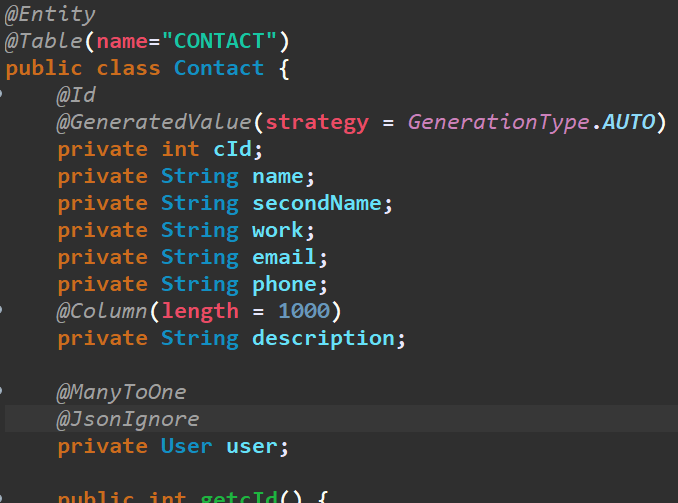 @Entity
@Table(name="CONTACT")
public class Contact {
@Id
@GeneratedValue(strategy = GenerationType.AUTO)
private int cId;
private String name;
private String secondName;
private String work;
private String email;
private String phone;
@Column(length = 1000)
private String description;
@ManyToOne
@JsonIgnore
private User user;
public int getcId() {